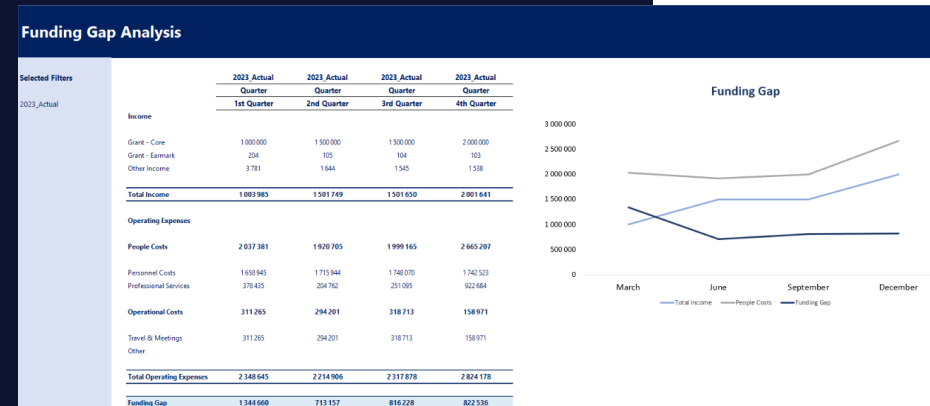 Funding Gap Analysis
Selected Filters
2023_Actual
2023_Actual 2023_Actual 2023_Actual 2023_Actual
Quarter Quarter Quarter Quarter
1st Quarter 2nd Quarter 3rd Quarter 4th Quarter
Income
Grant - Core 1 000 000 1 500 000 1 500 000 2 000 000
Grant - Earmark 204 105 104 103
Other Income 3 781 1 644 1 545 1 538
Total Income 1 003 985 1 501 749 1 501 650 2 001 641
Operating Expenses
People Costs 2 037 381 1 920 705 1 999 165 2 665 207
Personnel Costs 1 658 945 1 715 944 1 748 070 1 742 523
Professional Services 378 435 204 762 251 095 922 684
Operational Costs 311 265 294 201 318 713 158 971
Travel & Meetings 311 265 294 201 318 713 158 971
Other
Total Operating Expenses 2 348 645 2 214 906 2 317 878 2 824 178
Funding Gap 1 344 660 713 157 816 228 822 536
Funding Gap
3 000 000
2 500 000
2 000 000
1 500 000
1 000 000
500 000
0
March June September December
Total Income People Costs Funding Gap